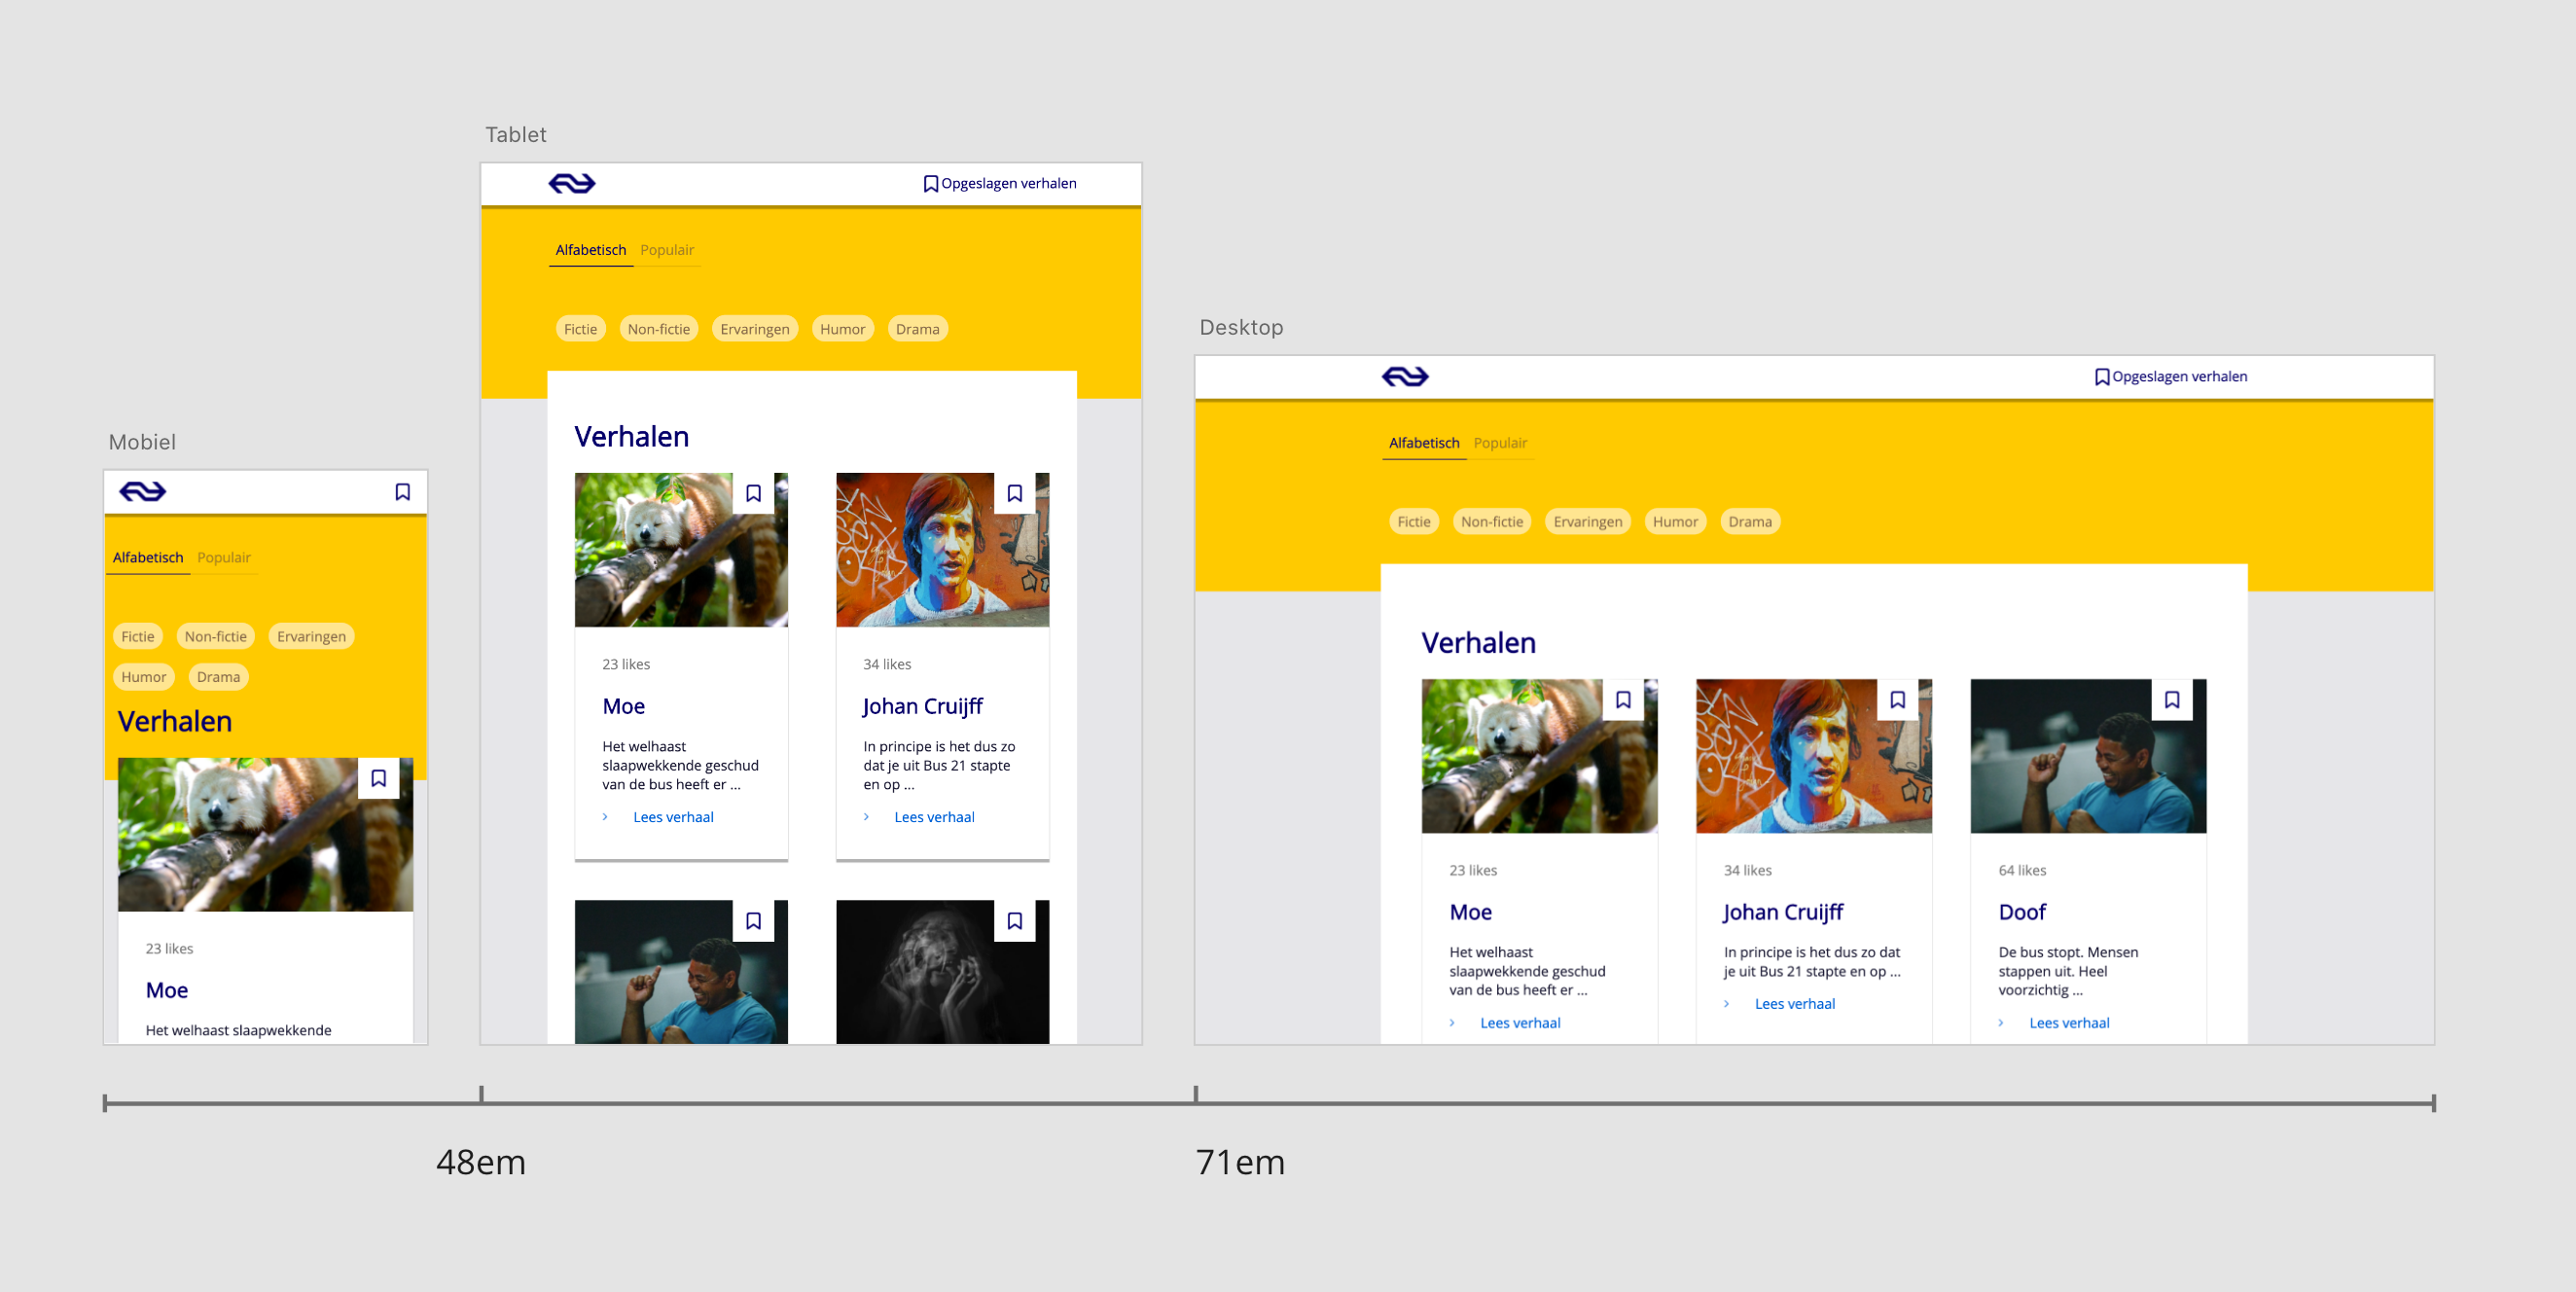 Mobiel
Alfabetisch Populair
Fictie Non-fictie Ervaringen
Humor Drama
Verhalen
23 likes
Moe
Het welhaast slaapwekkende
Tablet
Opgeslagen verhalen
Alfabetisch Populair
Fictie Non-fictie Ervaringen Humor Drama
Verhalen
23 likes
Moe
Het welhaast
slaapwekkende geschud
van de bus heeft er ...
Lees verhaal
34 likes
Johan Cruijff
In principe is het dus zo
dat je uit Bus 21 stapte
en op ...
Lees verhaal
Desktop
Opgeslagen verhalen
Alfabetisch Populair
Fictie Non-fictie Ervaringen Humor Drama
Verhalen
23 likes
Moe
Het welhaast
slaapwekkende geschud
van de bus heeft er ...
Lees verhaal
34 likes
Johan Cruijff
In principe is het dus zo dat
je uit Bus 21 stapte en op ...
Lees verhaal
64 likes
Doof
De bus stopt. Mensen
stappen uit. Heel
voorzichtig ...
Lees verhaal
48em
71em